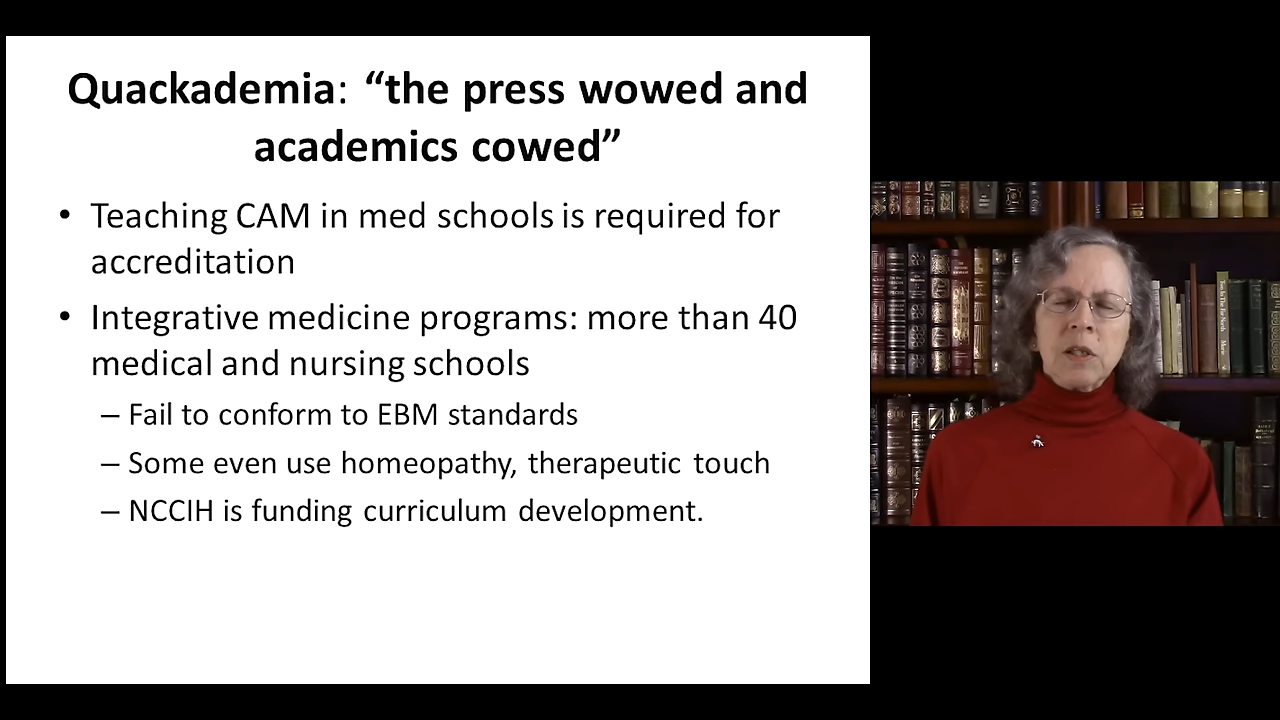 Quackademia: “the press wowed and
academics cowed”
• Teaching CAM in med schools is required for
accreditation
• Integrative medicine programs: more than 40
medical and nursing schools
– Fail to conform to EBM standards
– Some even use homeopathy, therapeutic touch
– NCCIH is funding curriculum development.